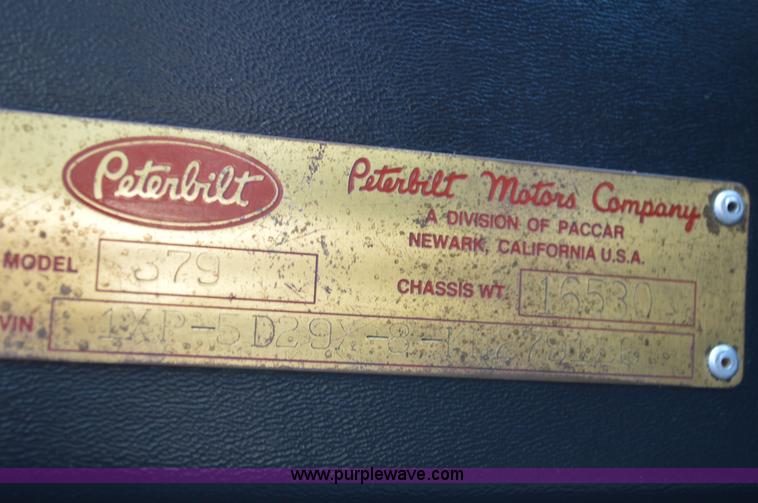 Peterbilt
Peterbilt Motors Company
A DIVISION OF PACCAR
NEWARK, CALIFORNIA U.S.A.
MODEL 379
CHASSIS WT. 16530
VIN
www.purplewave.com